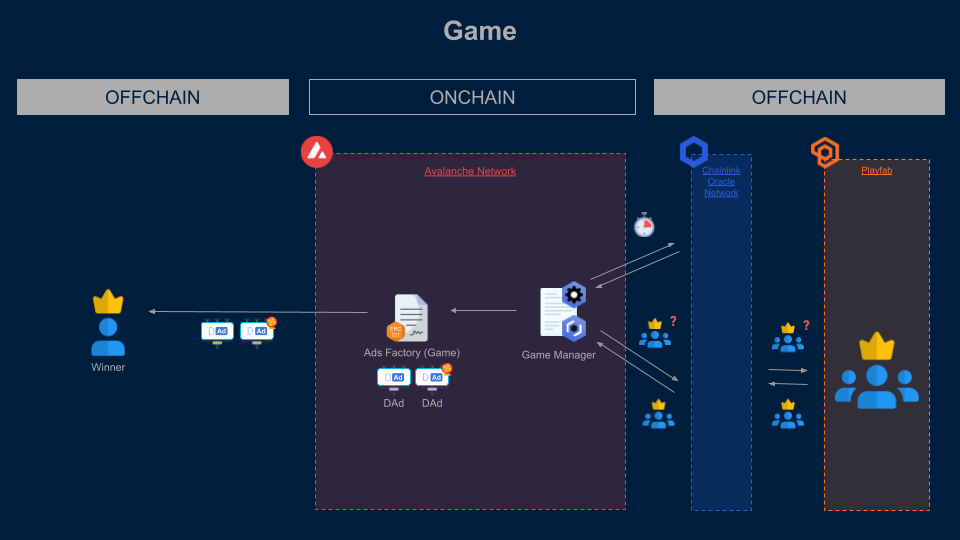 Game
OFFCHAIN
ONCHAIN
OFFCHAIN
Avalanche Network
Chainlink
Oracle
Network
Playfab
?
?
Winner
D Ad
D Ad
ERC
721
Ads Factory (Game)
Game Manager
D Ad
D Ad
DAd
DAd